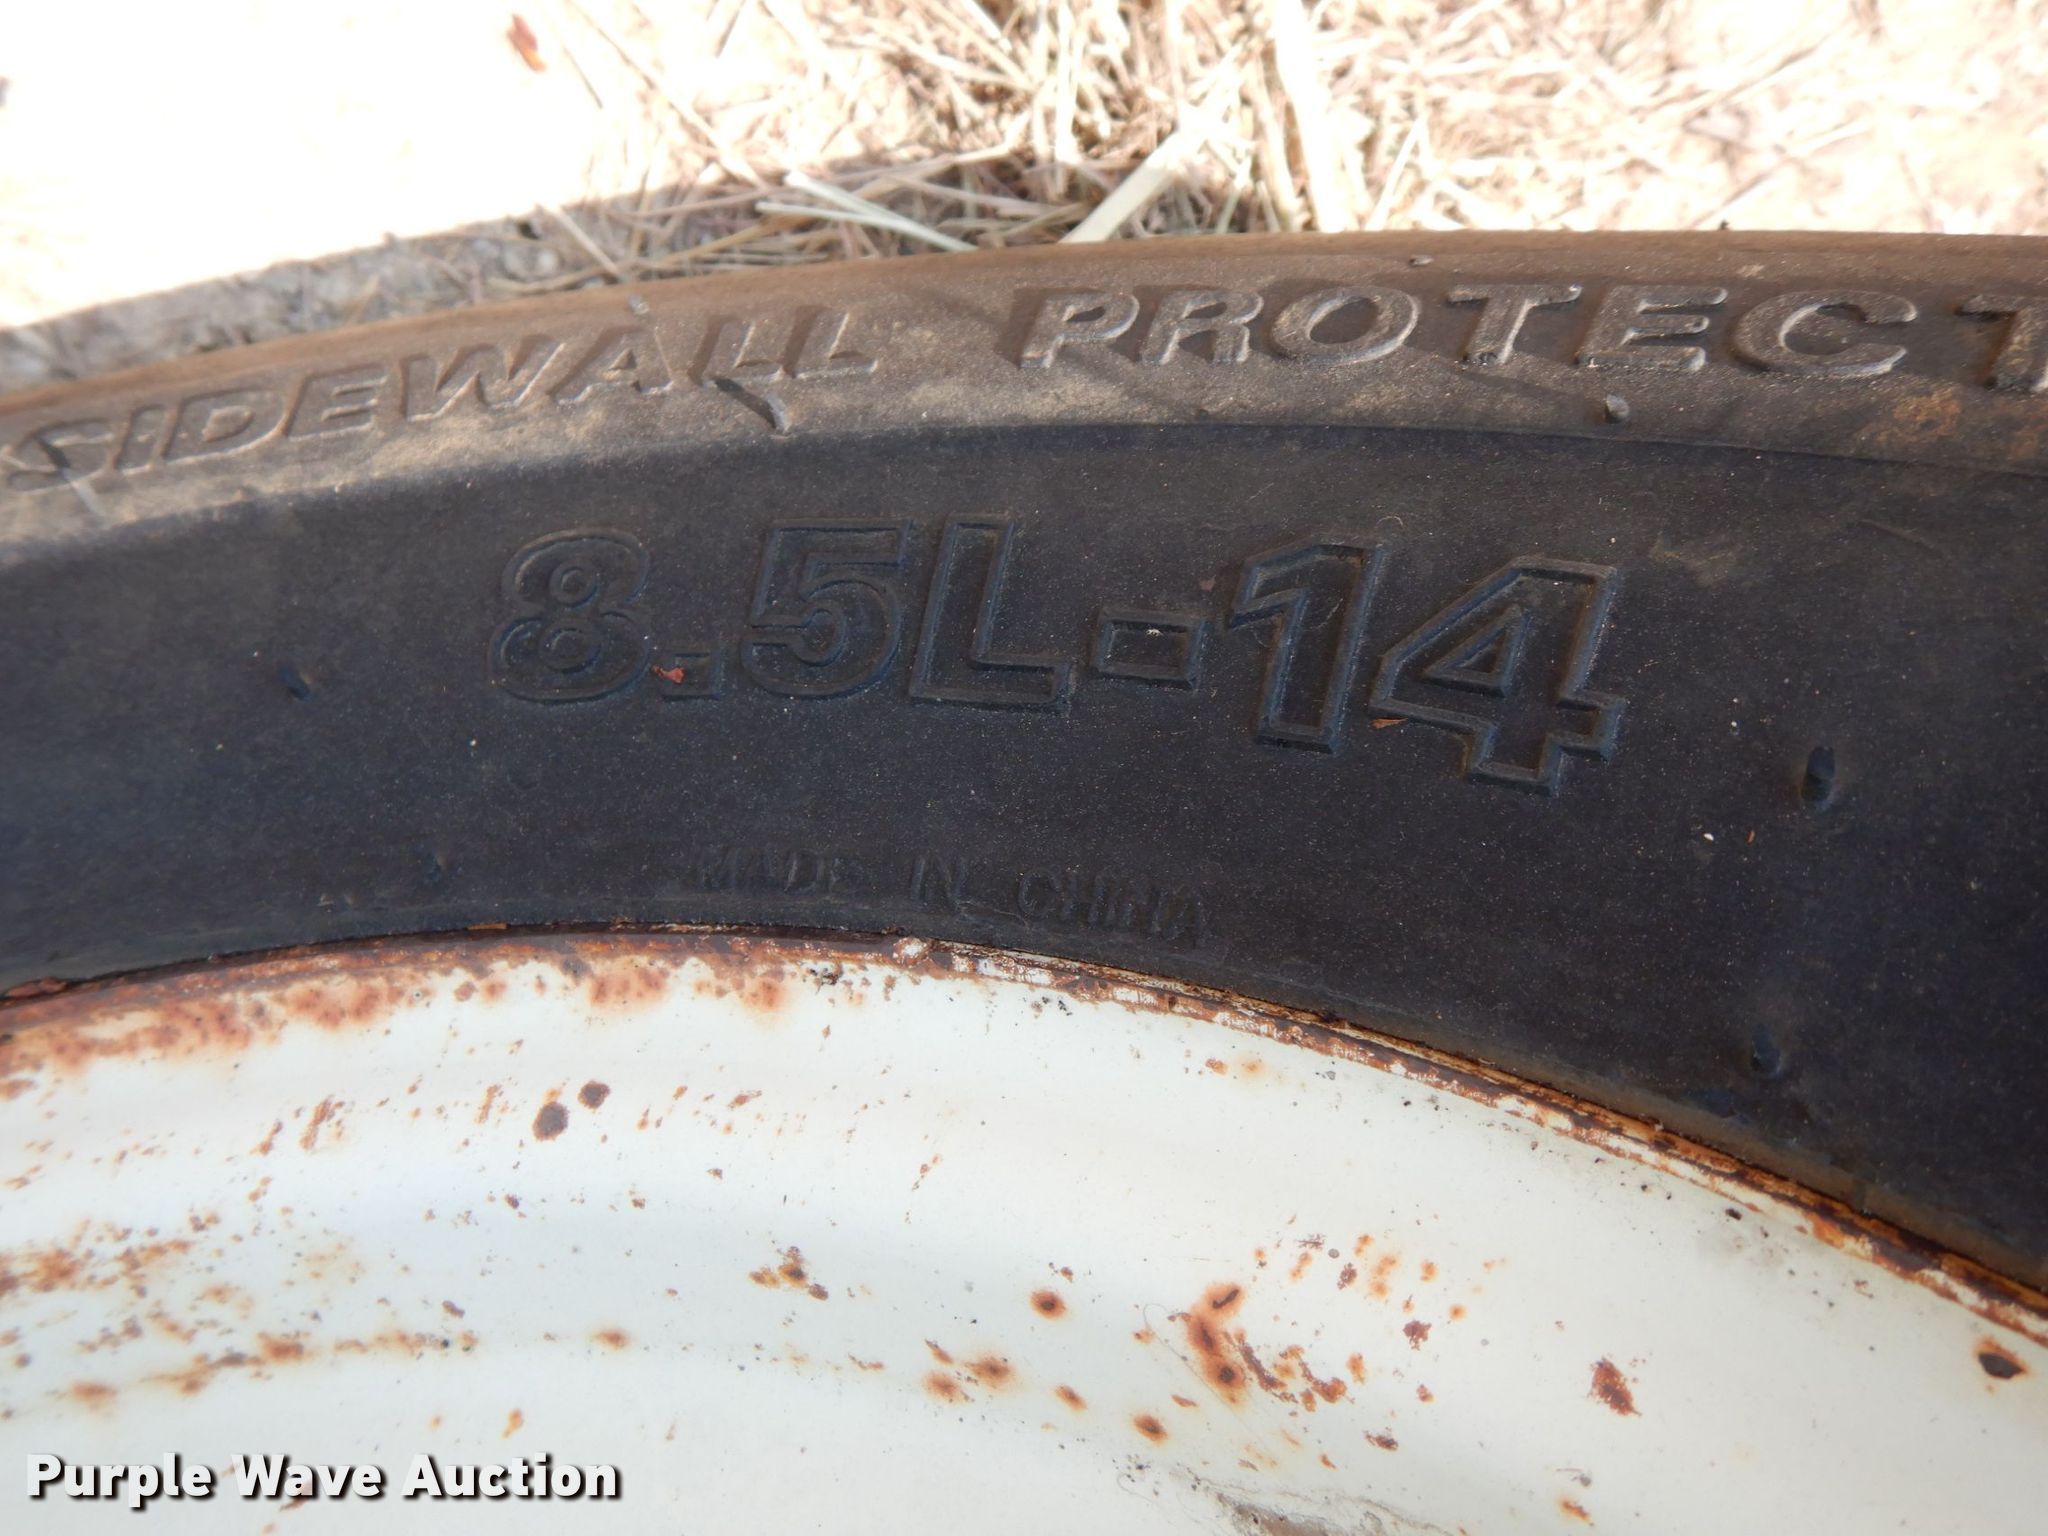 SIDEWALL PROTECT
8.5L-14
MADE IN CHINA
Purple Wave Auction